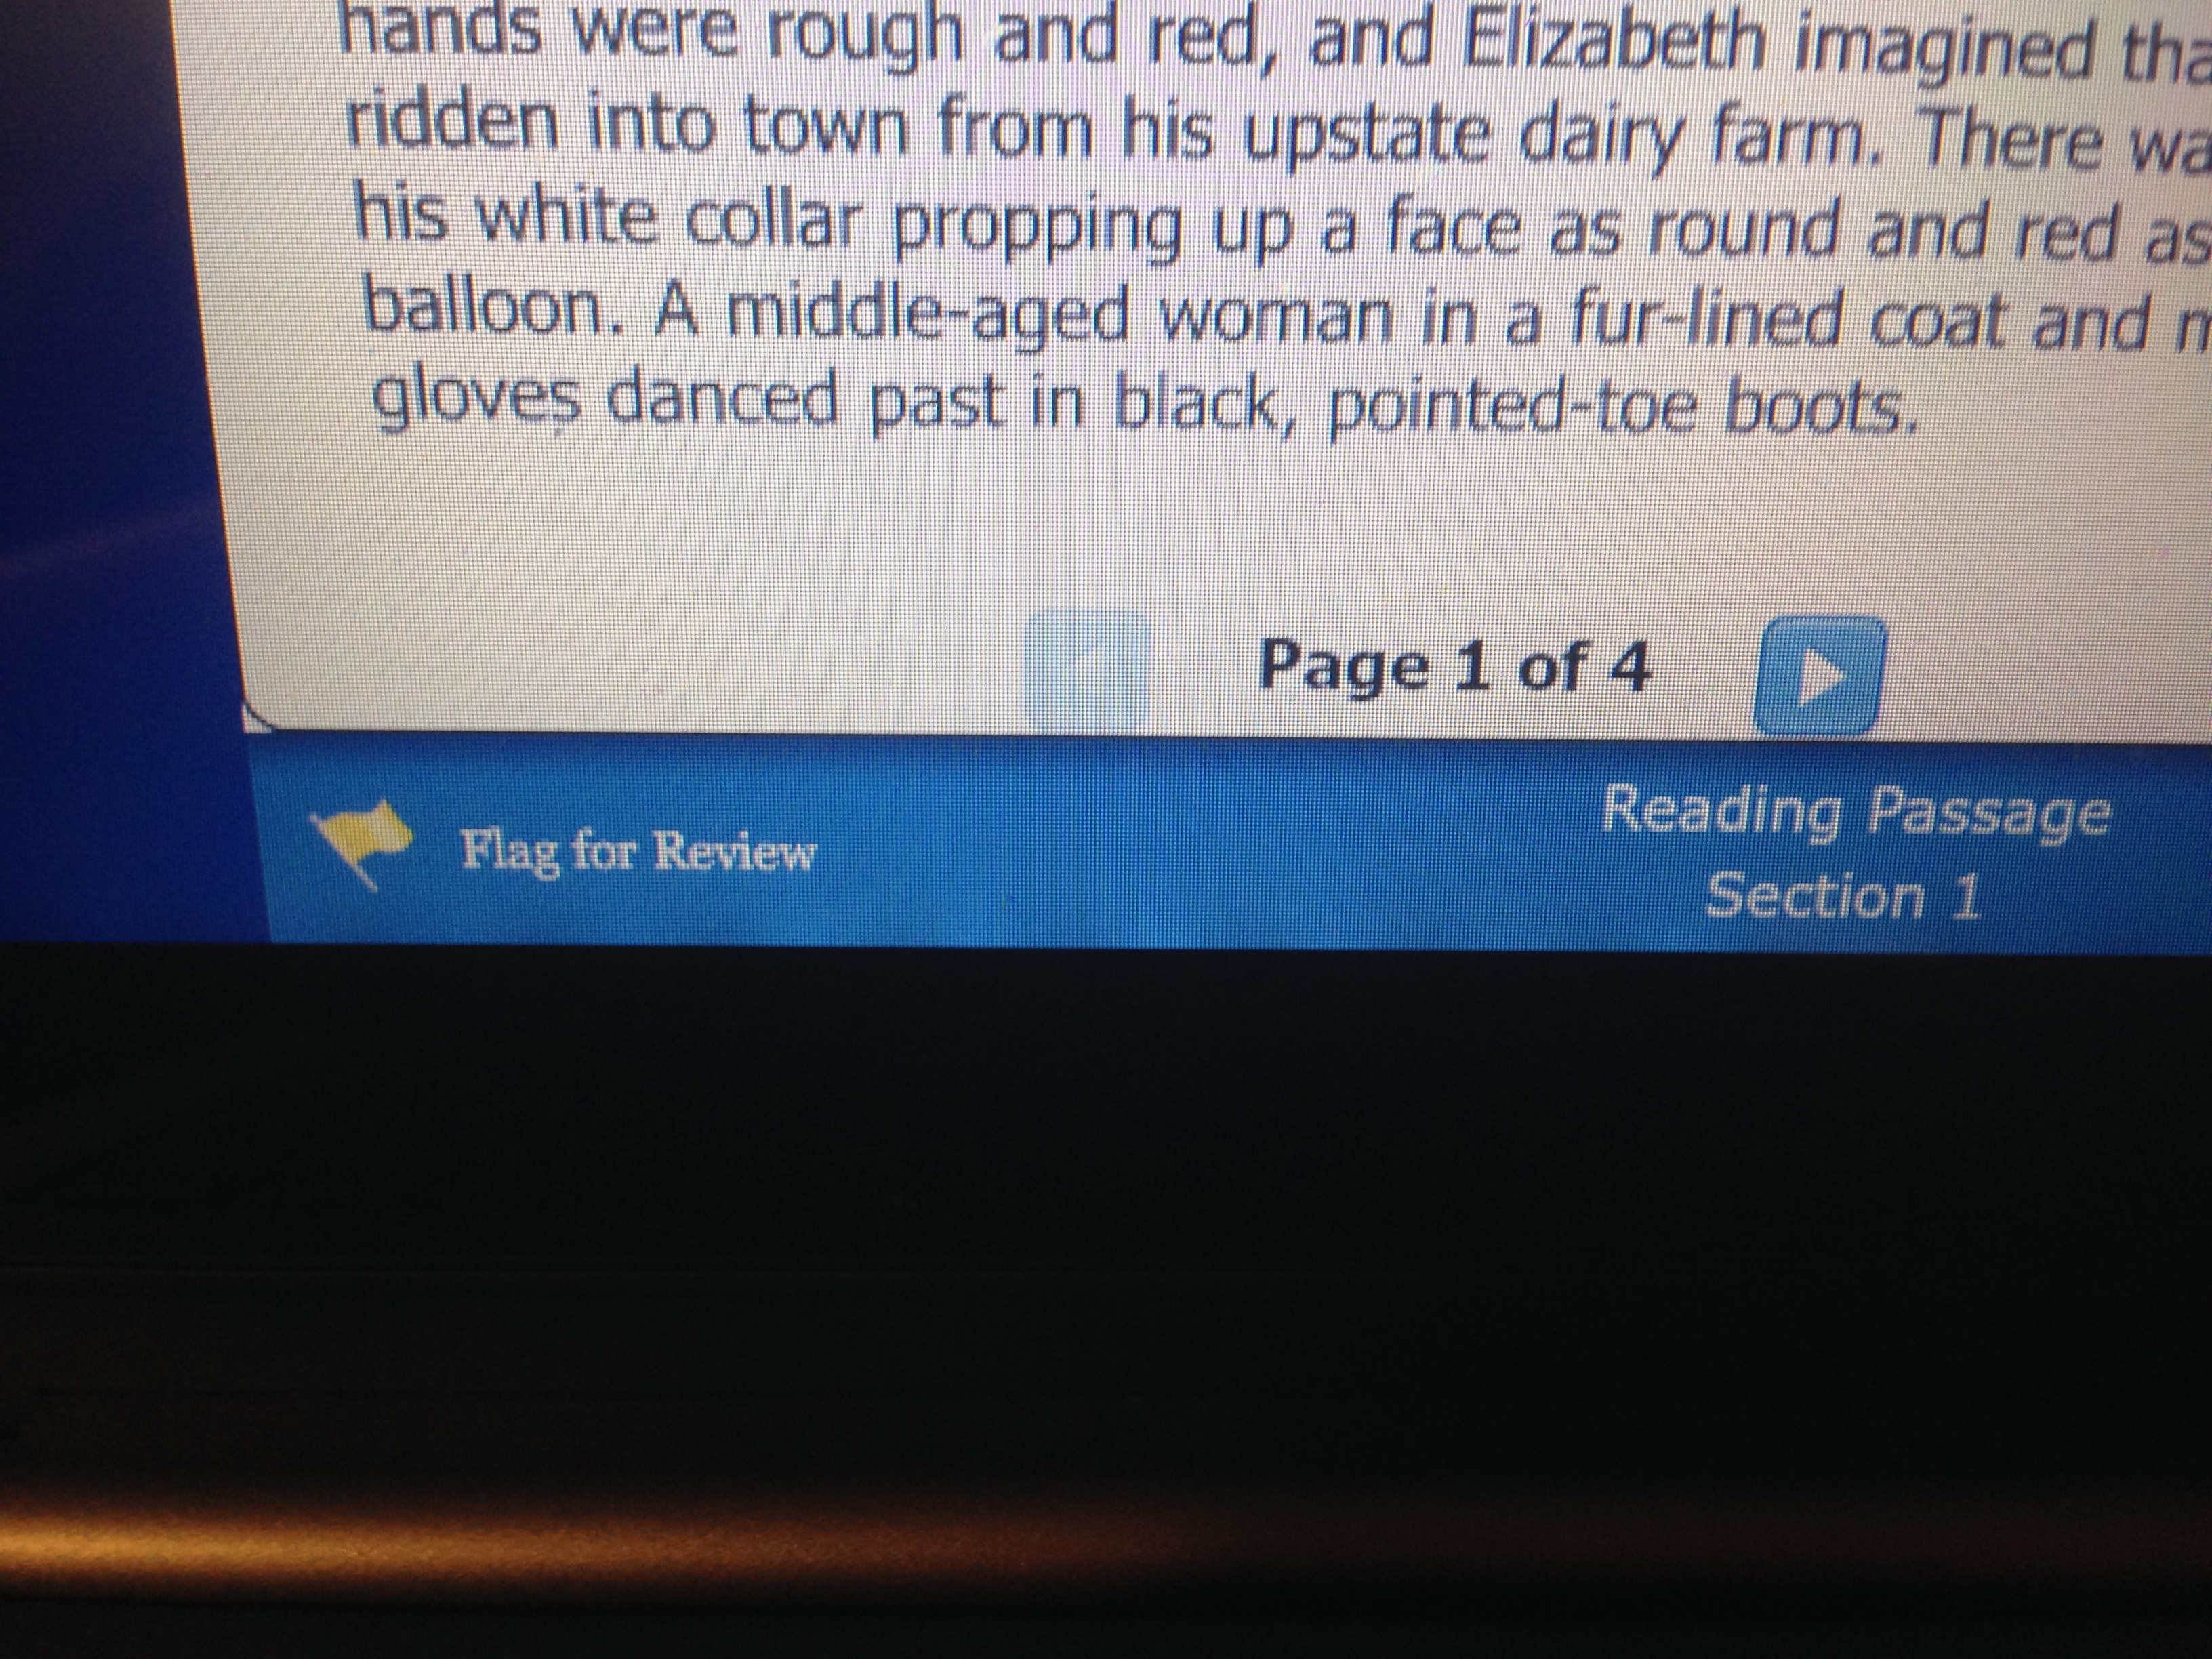 hands were rough and red, and Elizabeth imagined
ridden into town from his upstate dairy farm. There
his white collar propping up a face as round and red as
balloon. A middle-aged woman in a fur-lined coat and
gloves danced past in black, pointed-toe boots.
Page 1 of 4
Flag for Review
Reading Passage
Section 1